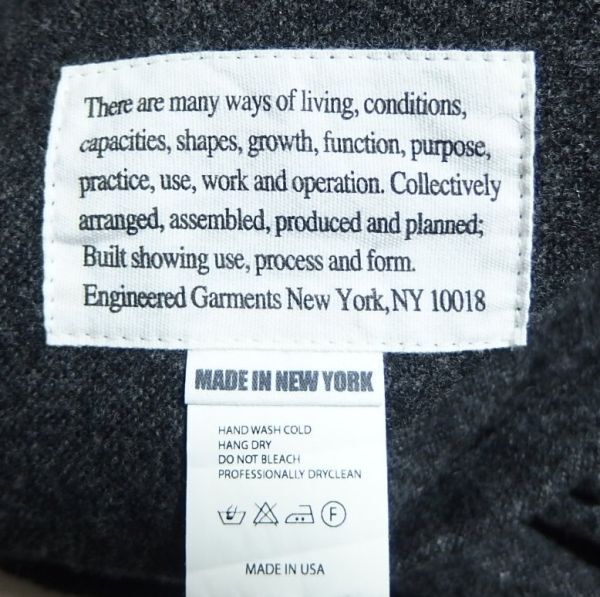 There are many ways of living, conditions,
capacities, shapes, growth, function, purpose,
practice, use, work and operation. Collectively
arranged, assembled, produced and planned;
Built showing use, process and form.
Engineered Garments New York, NY 10018
MADE IN NEW YORK
HAND WASH COLD
HANG DRY
DO NOT BLEACH
PROFESSIONALLY DRYCLEAN
F
MADE IN USA